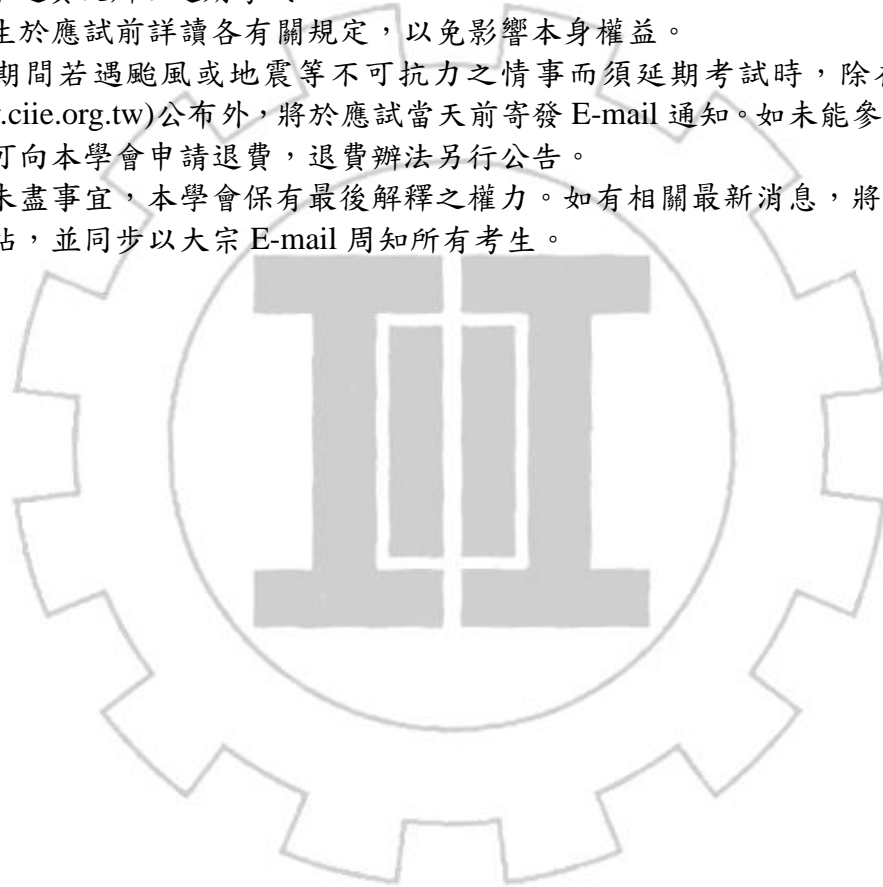 生於應試前詳讀各有關規定，以免影響本身權益。
期間若遇颱風或地震等不可抗力之情事而須延期考試時，除
.ciie.org.tw)公布外，將於應試當天前寄發 E-mail 通知。如未能參
可向本學會申請退費，退費辦法另行公告。
未盡事宜，本學會保有最後解釋之權力。如有相關最新消息，將
站，並同步以大宗 E-mail 周知所有考生。